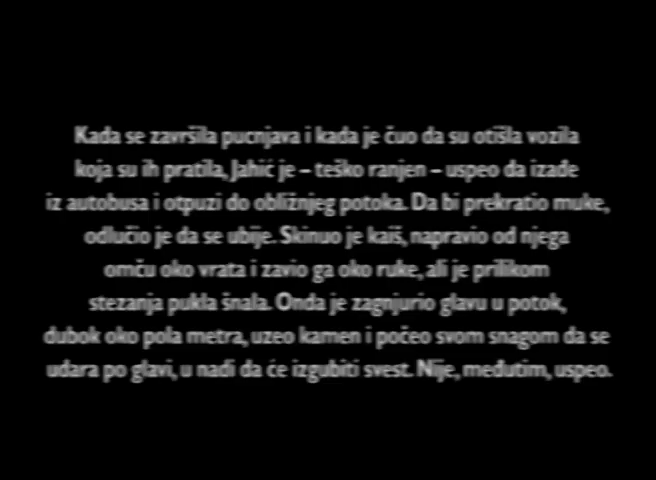 Kada se završila pucnjava i kada je čuo da su otišla vozila
koja su ih pratila, Jahić je – teško ranjen – uspeo da izađe
iz autobusa i otpuzi do obližnjeg potoka. Da bi prekratio muke,
odlučio je da se ubije. Skinuo je kaiš, napravio od njega
omču oko vrata i zavio ga oko ruke, ali je prilikom
stezanja pukla šnala. Onda je zagnjurio glavu u potok,
dubok oko pola metra, uzeo kamen i počeo svom snagom da se
udara po glavi, u nadi da će izgubiti svest. Nije, međutim, uspeo.